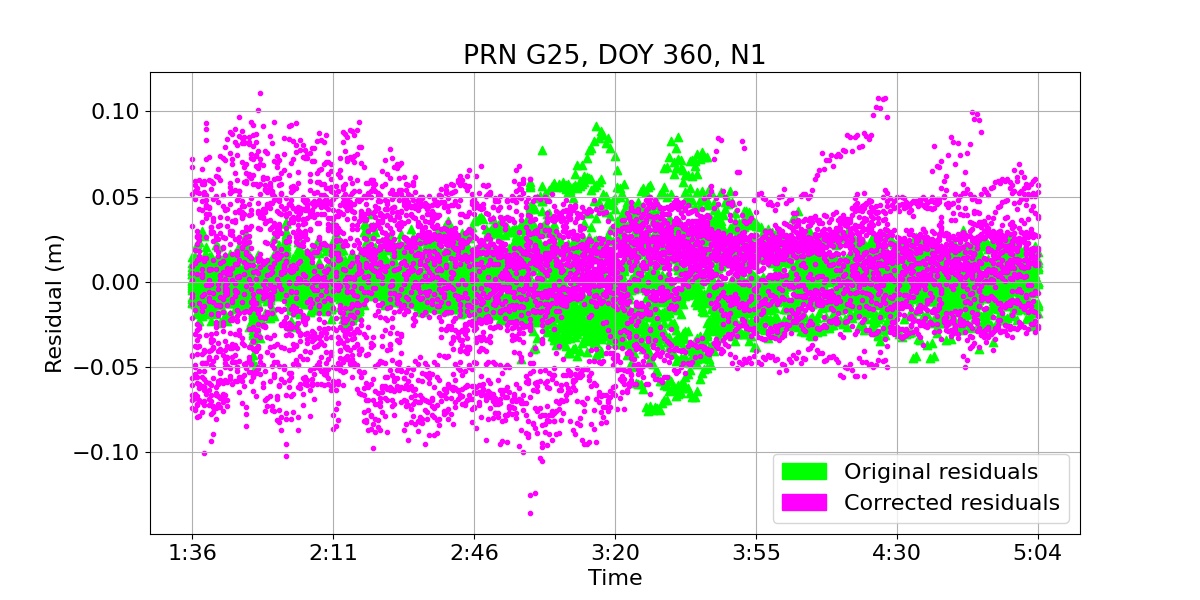 PRN G25, DOY 360, N1
Residual (m)
0.10
0.05
0.00
−0.05
−0.10
1:36 2:11 2:46 3:20 3:55 4:30 5:04
Time
Original residuals
Corrected residuals